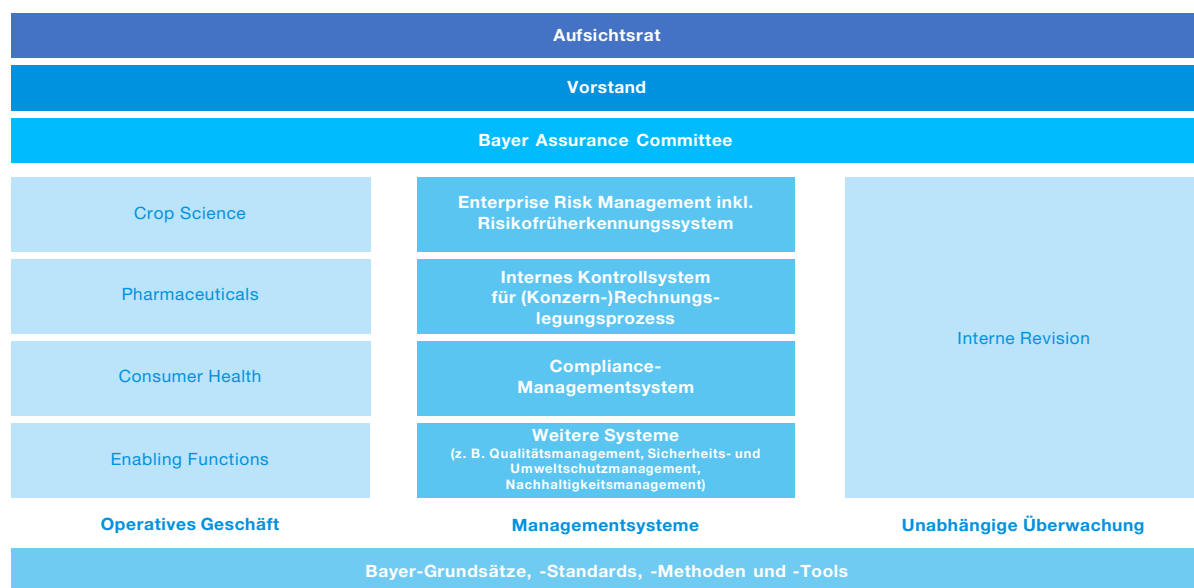 Aufsichtsrat
Vorstand
Bayer Assurance Committee
Crop Science
Pharmaceuticals
Consumer Health
Enabling Functions
Operatives Geschäft
Enterprise Risk Management inkl.
Risikofrüherkennungssystem
Internes Kontrollsystem
für (Konzern-)Rechnungs-
legungsprozess
Compliance-
Managementsystem
Weitere Systeme
(z. B. Qualitätsmanagement, Sicherheits- und
Umweltschutzmanagement,
Nachhaltigkeitsmanagement)
Managementsysteme
Interne Revision
Unabhängige Überwachung
Bayer-Grundsätze, -Standards, -Methoden und -Tools